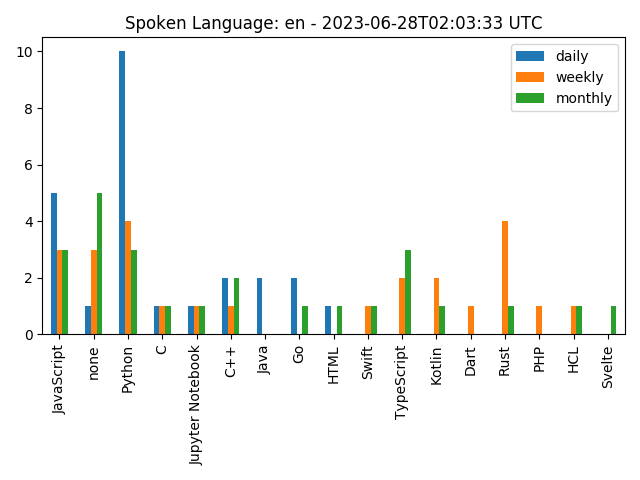 Spoken Language: en - 2023-06-28T02:03:33 UTC
daily
weekly
monthly
10
8
6
4
2
0
JavaScript
none
Python
C
Jupyter Notebook
C++
Java
Go
HTML
Swift
TypeScript
Kotlin
Dart
Rust
PHP
HCL
Svelte